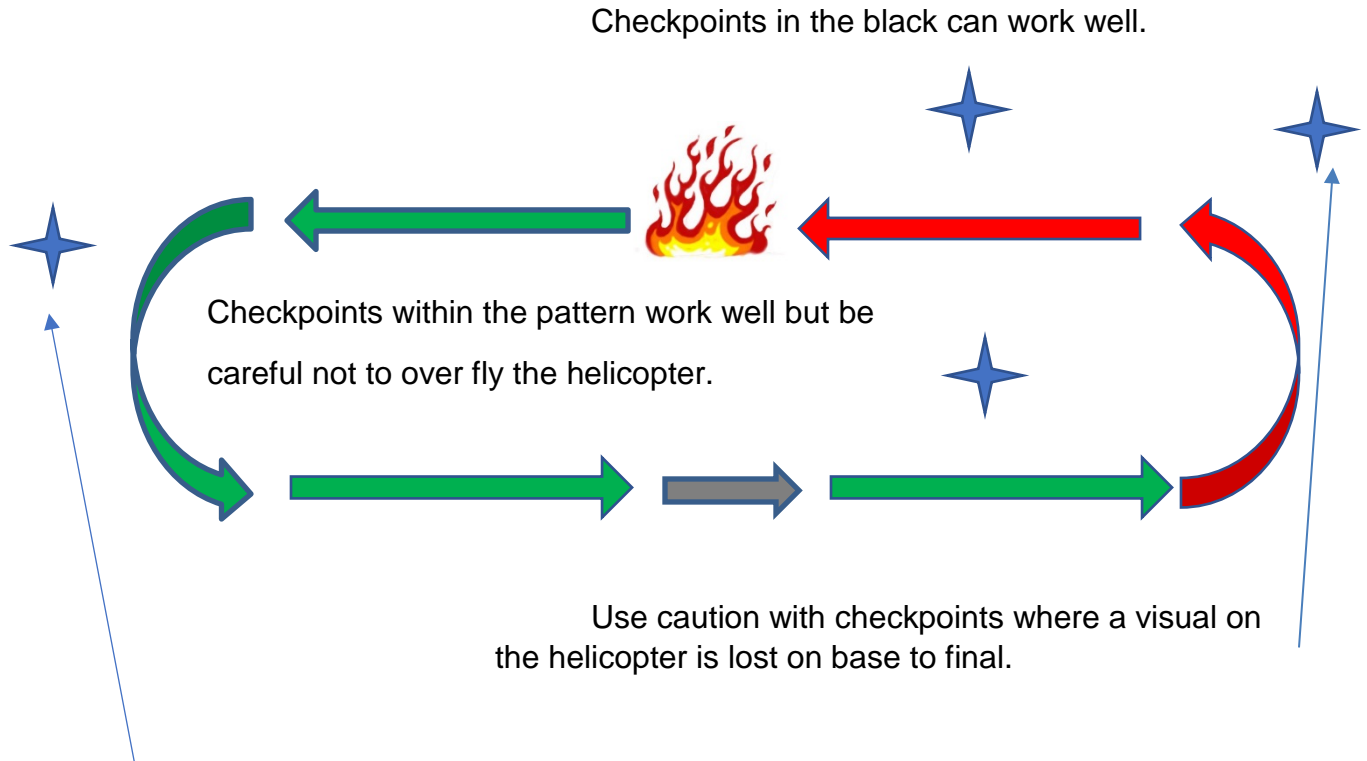 Checkpoints in the black can work well.
Checkpoints within the pattern work well but be
careful not to over fly the helicopter.
Use caution with checkpoints where a visual on
the helicopter is lost on base to final.